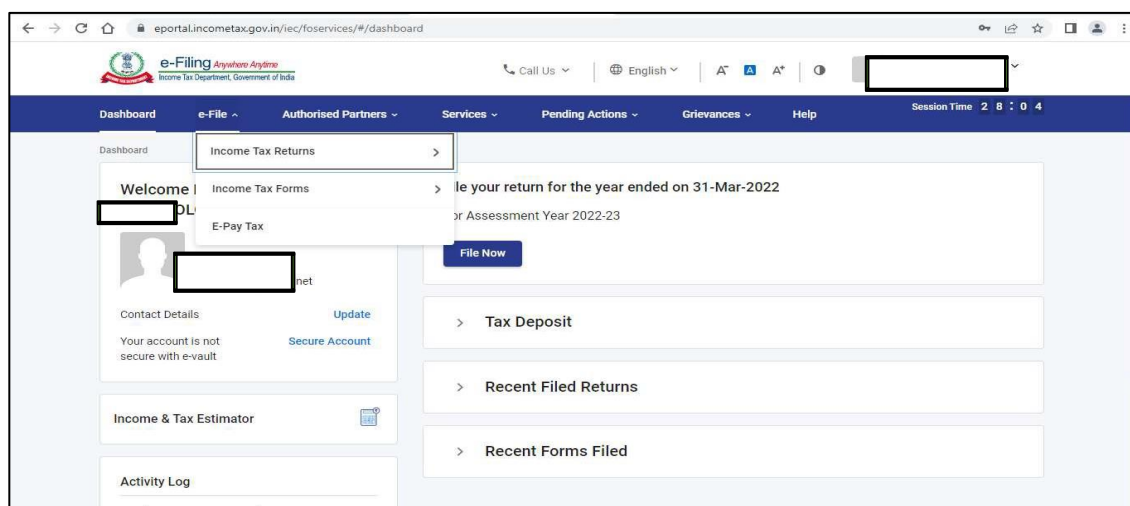 eportal.incometax.gov.in/iec/foservices/#/dashboard
e-Filing Anywhere Anytime
Income Tax Department, Government of India
Call Us
English
A-
A
A+
Dashboard e-File Authorised Partners Services Pending Actions Grievances Help
Session Time 2 8 : 0 4
Dashboard
Income Tax Returns
Income Tax Forms
E-Pay Tax
Welcome
net
Contact Details Update
Your account is not Secure Account
secure with e-vault
Income & Tax Estimator
Activity Log
your return for the year ended on 31-Mar-2022
Assessment Year 2022-23
File Now
Tax Deposit
Recent Filed Returns
Recent Forms Filed